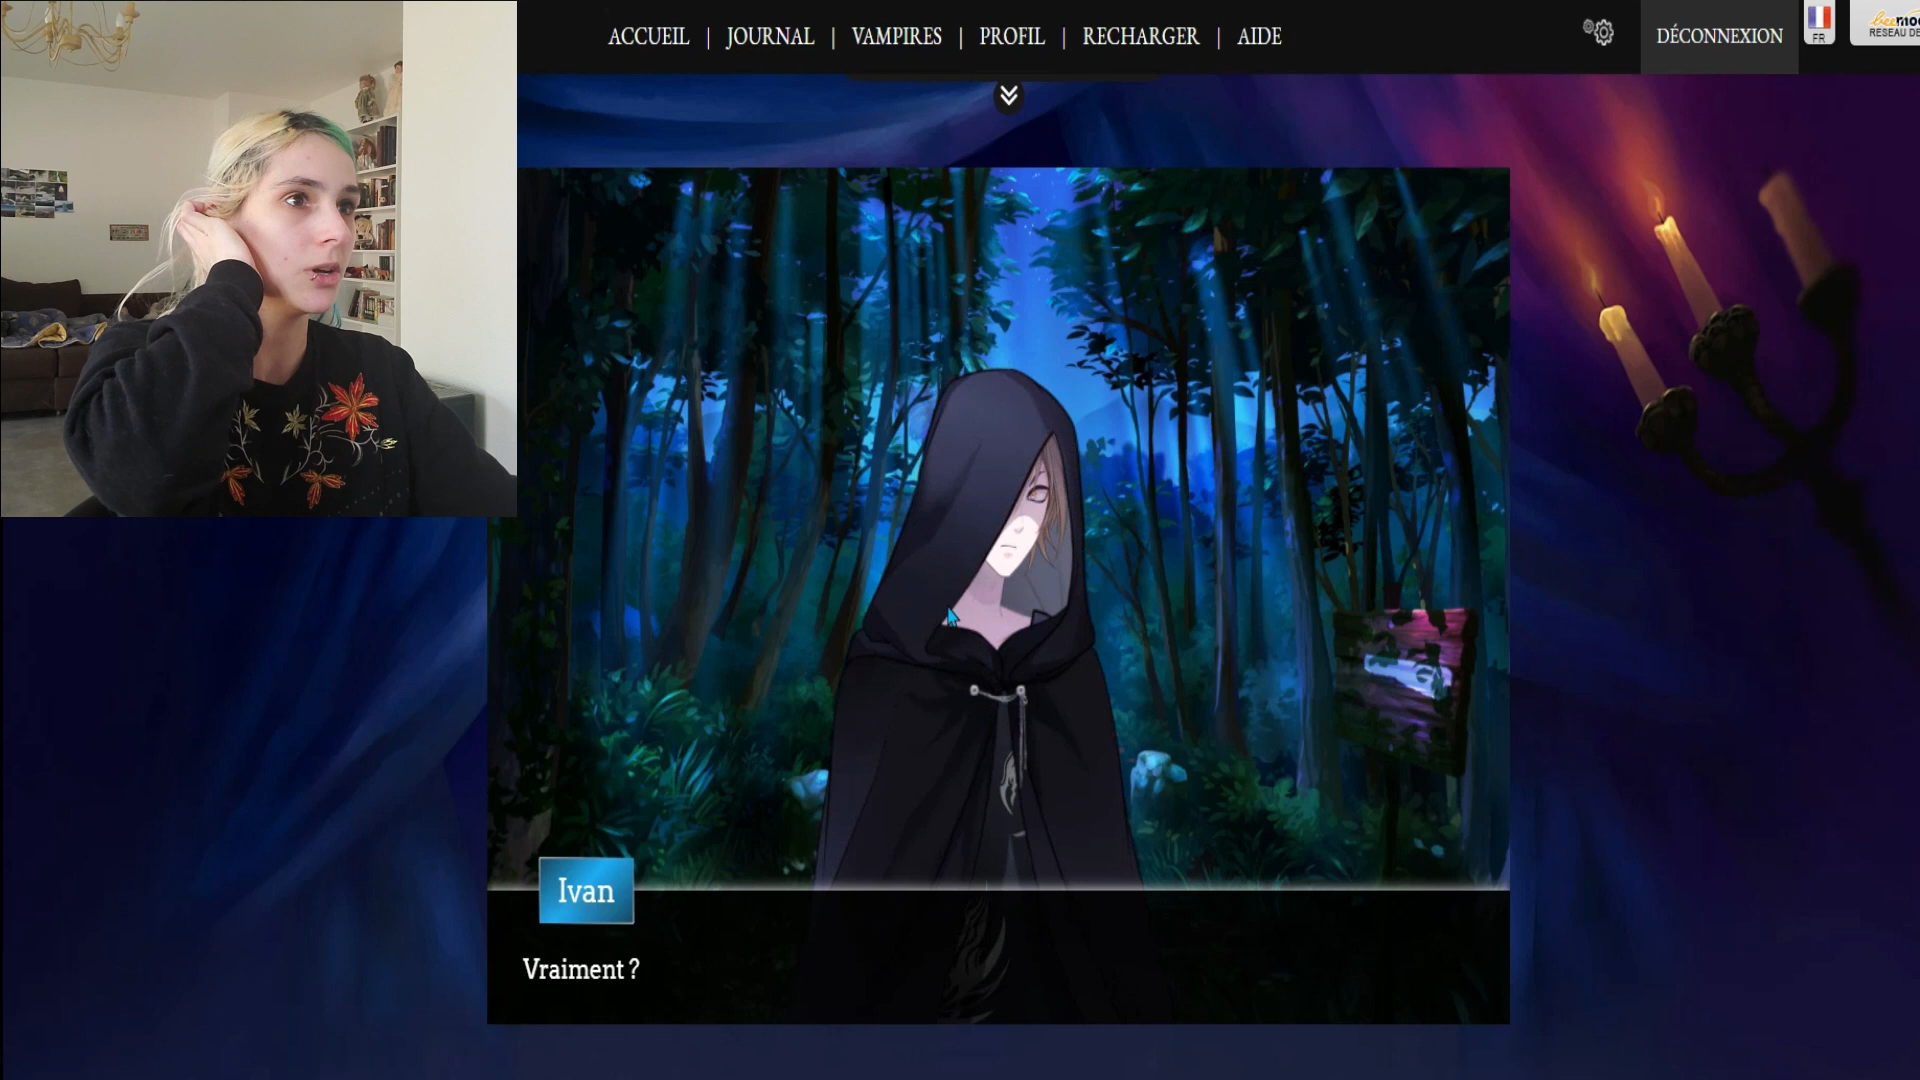 ACCUEIL | JOURNAL | VAMPIRES | PROFIL | RECHARGER | AIDE
DÉCONNEXION
FR
RESEAU DE
Ivan
Vraiment ?